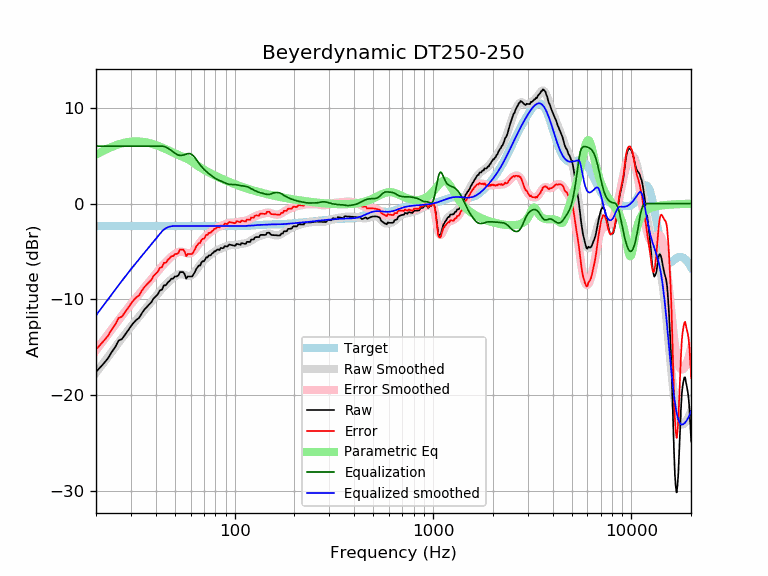 Beyerdynamic DT250-250
Amplitude (dBr)
10
0
−10
−20
−30
Target
Raw Smoothed
Error Smoothed
Raw
Error
Parametric Eq
Equalization
Equalized smoothed
100 1000 10000
Frequency (Hz)